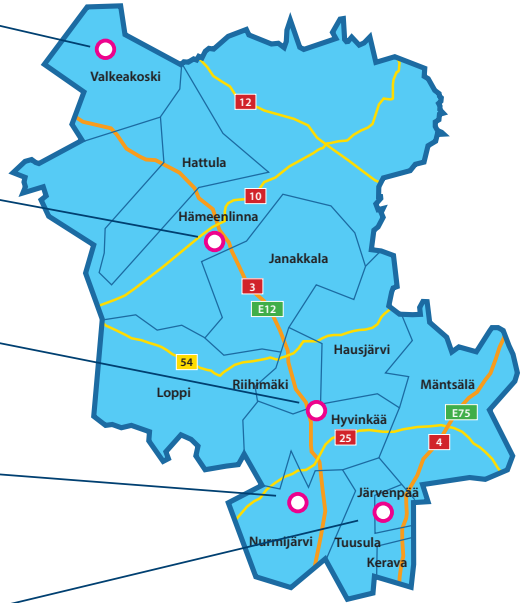 Valkeakoski
12
Hattula
10
Hämeenlinna
Janakkala
3
E12
Hausjärvi
54
Riihimäki
Mäntsälä
Loppi
Hyvinkää
E75
25
4
Järvenpää
Nurmijärvi
Tuusula
Kerava